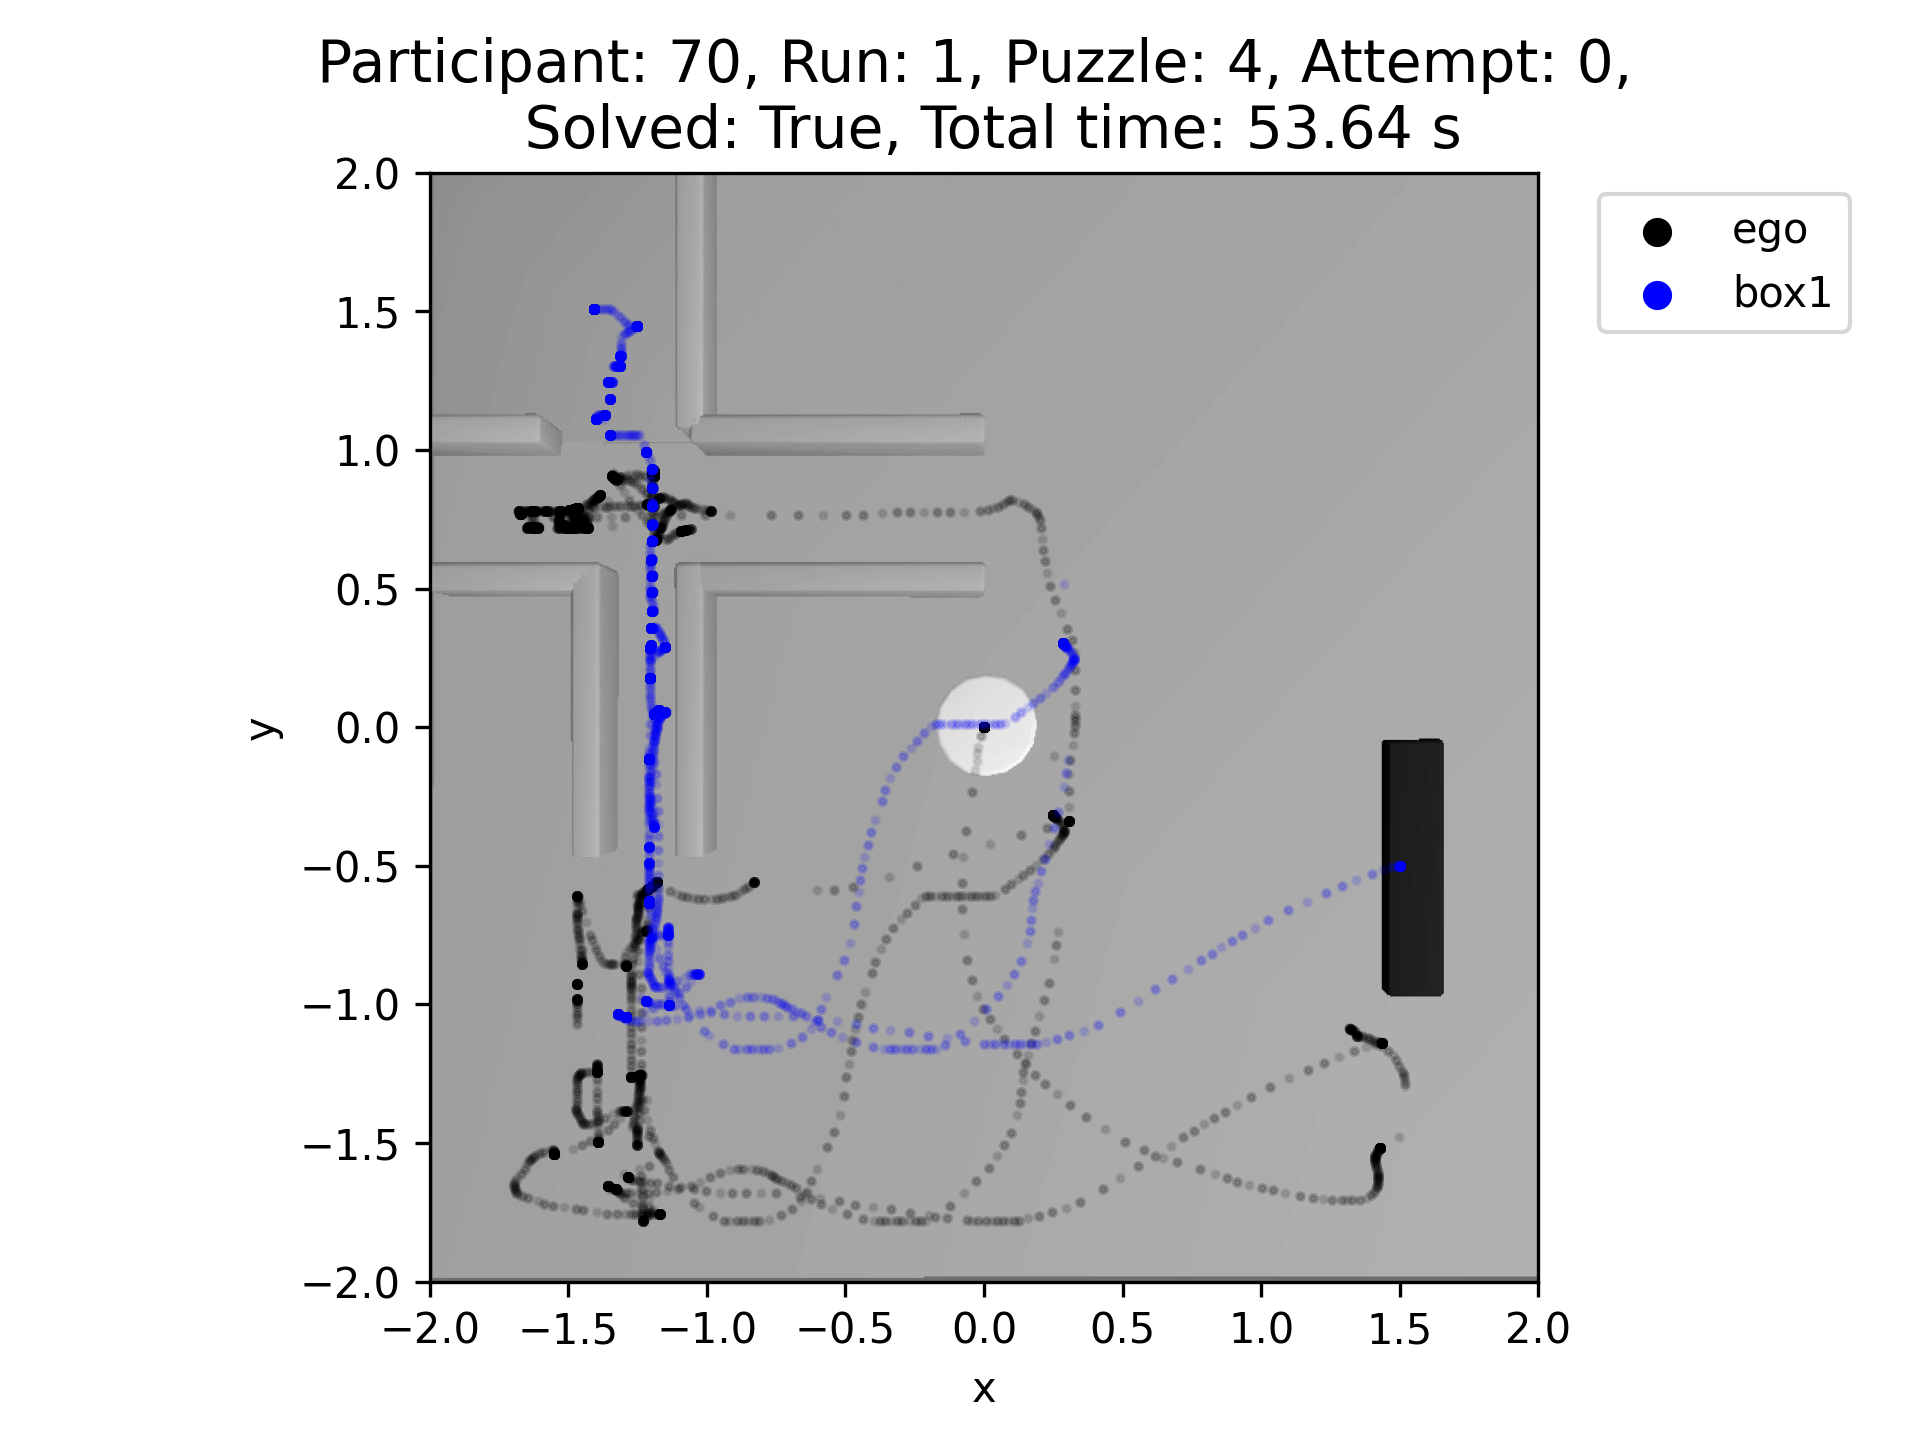 Participant: 70, Run: 1, Puzzle: 4, Attempt: 0,
Solved: True, Total time: 53.64 s
ego
box1
2.0
1.5
1.0
0.5
0.0
−0.5
−1.0
−1.5
−2.0
y
−2.0 −1.5 −1.0 −0.5 0.0 0.5 1.0 1.5 2.0
x